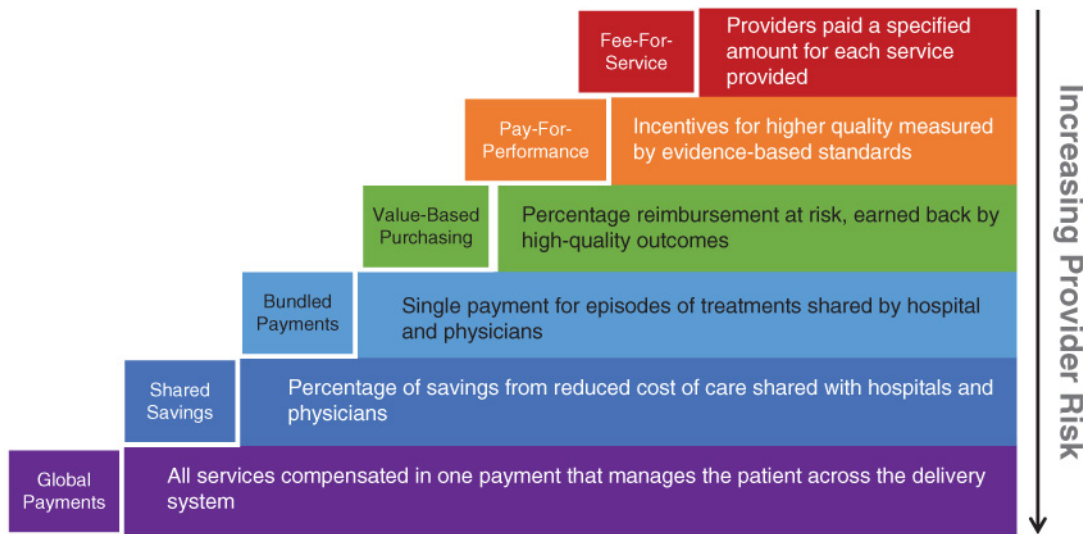 Fee-For-
Service
Providers paid a specified
amount for each service
provided
Pay-For-
Performance
Incentives for higher quality measured
by evidence-based standards
Value-Based
Purchasing
Percentage reimbursement at risk, earned back by
high-quality outcomes
Bundled
Payments
Single payment for episodes of treatments shared by hospital
and physicians
Shared
Savings
Percentage of savings from reduced cost of care shared with hospitals and
physicians
Global
Payments
All services compensated in one payment that manages the patient across the delivery
system
Increasing Provider Risk